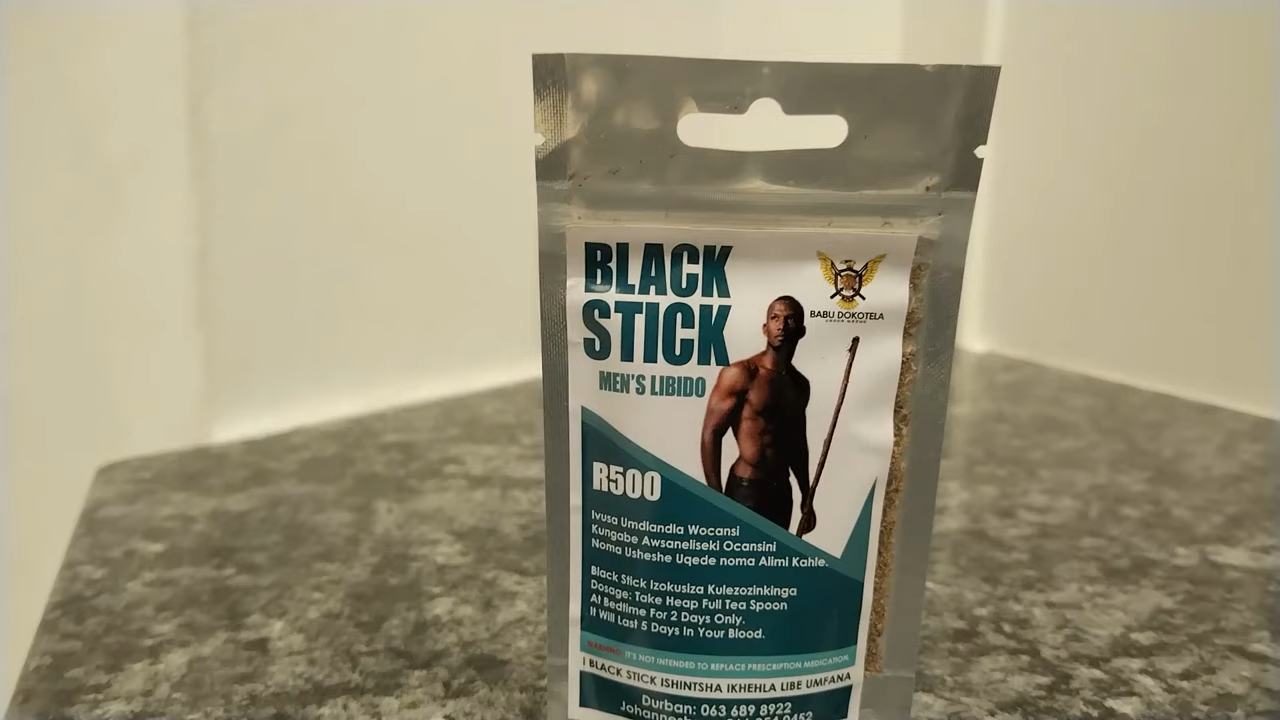 BLACK
STICK
MEN'S LIBIDO
BABU DOKOTELA
R500
Ivusa Umdlandla Wocansi
Kungabe Awsaneliseki Ocansini
Noma Usheshe Uqede noma Alimi Kahle.
Black Stick Izokusiza Kulezozinkinga
Dosage: Take Heap Full Tea Spoon
At Bedtime For 2 Days Only.
It Will Last 5 Days In Your Blood.
WARNING: IT'S NOT INTENDED TO REPLACE PRESCRIPTION MEDICATION.
I BLACK STICK ISHINTSHA IKHEHLA LIBE UMFANA
Durban: 063 689 8922